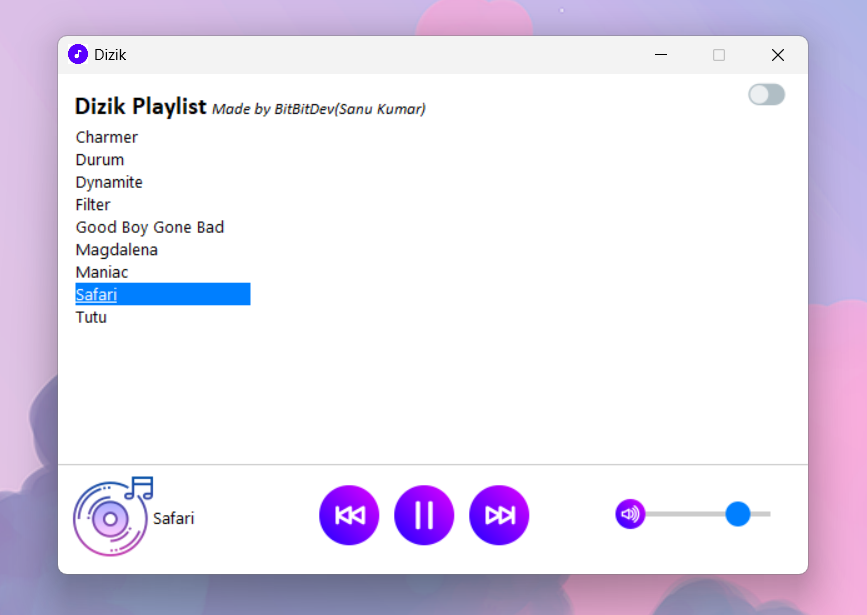 Dizik
Dizik Playlist Made by BitBitDev(Sanu Kumar)
Charmer
Durum
Dynamite
Filter
Good Boy Gone Bad
Magdalena
Maniac
Safari
Tutu
Safari